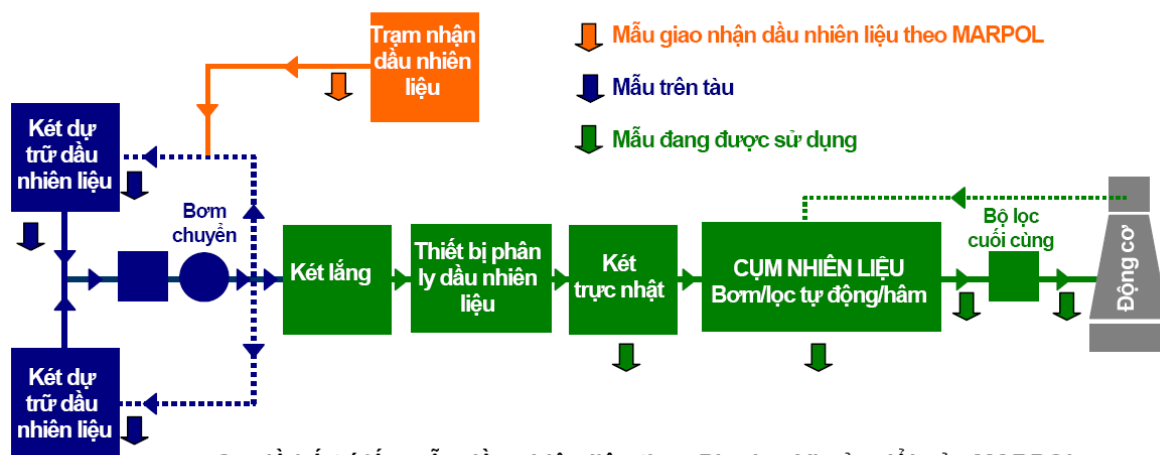 Trạm nhận
dầu nhiên
liệu
Mẫu giao nhận dầu nhiên liệu theo MARPOL
Mẫu trên tàu
Mẫu đang được sử dụng
Két dự
trữ dầu
nhiên liệu
Bơm
chuyển
Két lắng
Thiết bị phân
ly dầu nhiên
liệu
Két
trực nhật
CỤM NHIÊN LIỆU
Bơm/lọc tự động/hâm
Bộ lọc
cuối cùng
Động cơ
Két dự
trữ dầu
nhiên liệu